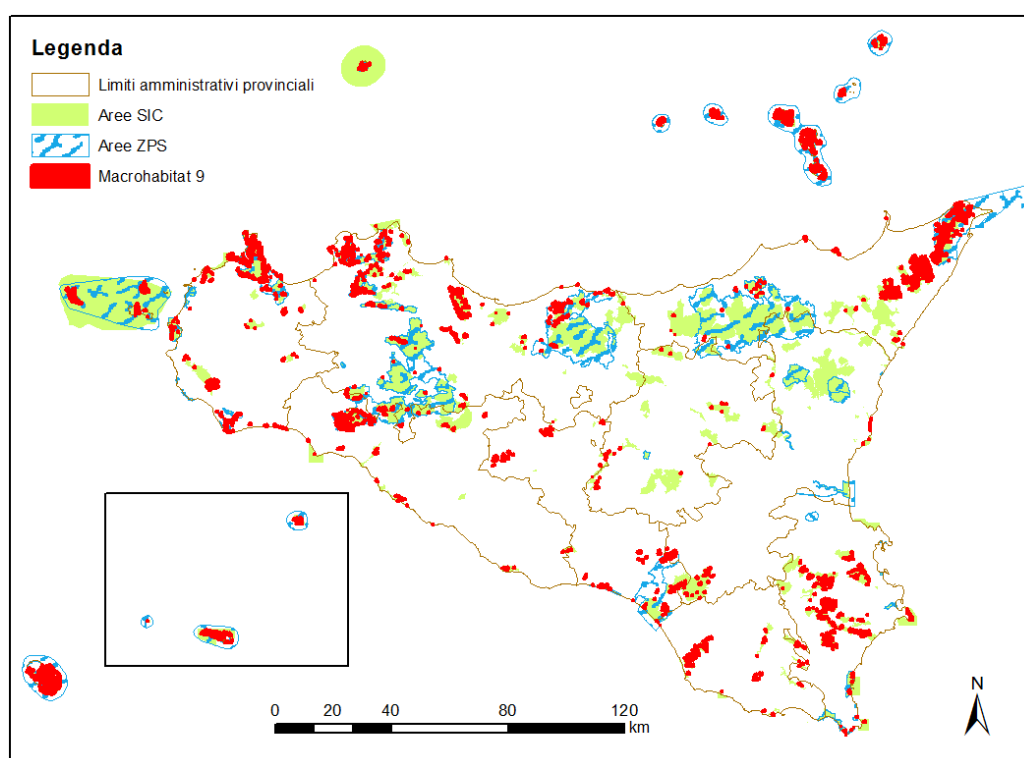 Legenda
Limiti amministrativi provinciali
Aree SIC
Aree ZPS
Macrohabitat 9
N
0 20 40 80 120
km